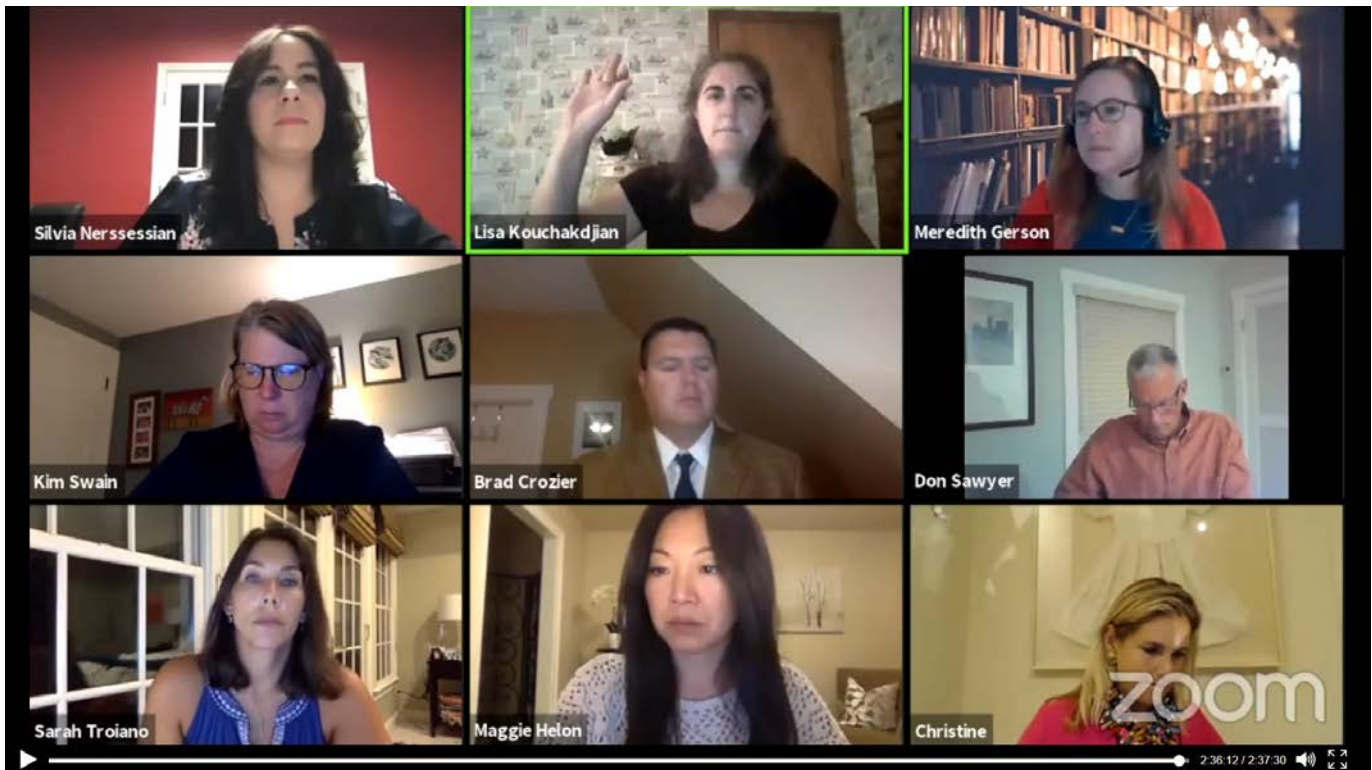 Silvia Nerssessian
Lisa Kouchakdjian
Meredith Gerson
Kim Swain
Brad Crozier
Don Sawyer
Sarah Troiano
Maggie Helon
Christine
zoom
2:36:12 / 2:37:30